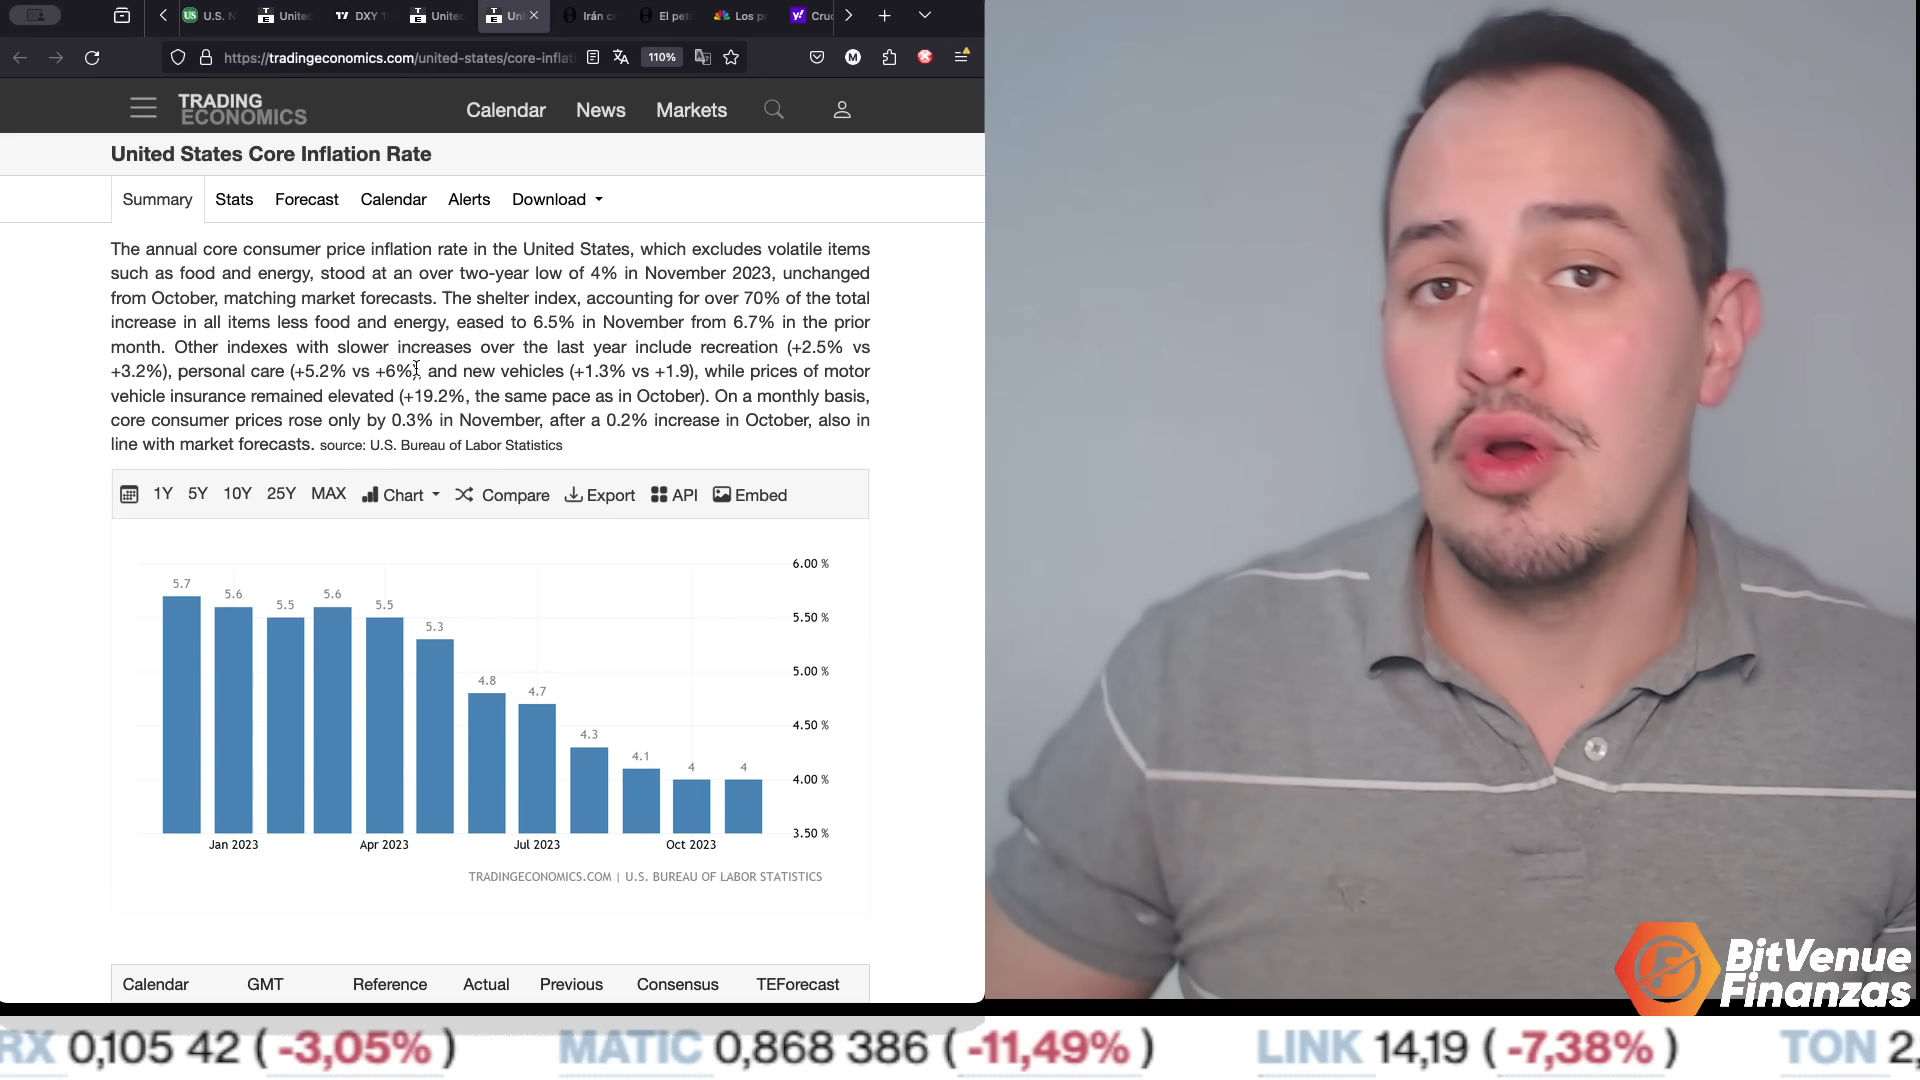 U.S. N
United
DXY 1
United
Uni
Irán c
El pet
Los p
Cruc
https://tradingeconomics.com/united-states/core-inflat
110%
M
TRADING
ECONOMICS
Calendar News Markets
United States Core Inflation Rate
Summary Stats Forecast Calendar Alerts Download
The annual core consumer price inflation rate in the United States, which excludes volatile items
such as food and energy, stood at an over two-year low of 4% in November 2023, unchanged
from October, matching market forecasts. The shelter index, accounting for over 70% of the total
increase in all items less food and energy, eased to 6.5% in November from 6.7% in the prior
month. Other indexes with slower increases over the last year include recreation (+2.5% vs
+3.2%), personal care (+5.2% vs +6%), and new vehicles (+1.3% vs +1.9), while prices of motor
vehicle insurance remained elevated (+19.2%, the same pace as in October). On a monthly basis,
core consumer prices rose only by 0.3% in November, after a 0.2% increase in October, also in
line with market forecasts. source: U.S. Bureau of Labor Statistics
1Y 5Y 10Y 25Y MAX Chart Compare Export API Embed
6.00 %
5.50 %
5.00 %
4.50 %
4.00 %
3.50 %
5.7 5.6 5.5 5.6 5.5 5.3 4.8 4.7 4.3 4.1 4 4
Jan 2023 Apr 2023 Jul 2023 Oct 2023
TRADINGECONOMICS.COM | U.S. BUREAU OF LABOR STATISTICS
Calendar GMT Reference Actual Previous Consensus TEForecast
BitVenue
Finanzas
RX 0,105 42 ( -3,05% ) MATIC 0,868 386 ( -11,49% ) LINK 14,19 ( -7,38% ) TON 2,